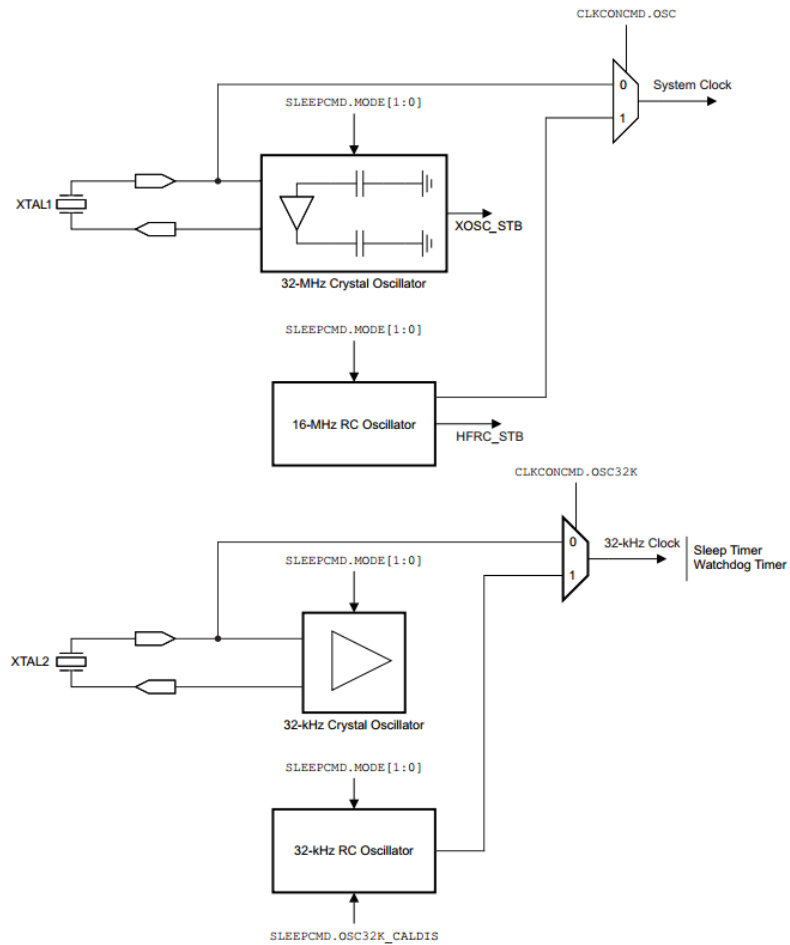 CLKCONCMD.OSC
0
System Clock
SLEEPCMD.MODE[1:0]
1
XTAL1
XOSC_STB
32-MHz Crystal Oscillator
SLEEPCMD.MODE[1:0]
16-MHz RC Oscillator
HFRC_STB
CLKCONCMD.OSC32K
0
32-kHz Clock
Sleep Timer
Watchdog Timer
SLEEPCMD.MODE[1:0]
1
XTAL2
32-kHz Crystal Oscillator
SLEEPCMD.MODE[1:0]
32-kHz RC Oscillator
SLEEPCMD.OSC32K_CALDIS